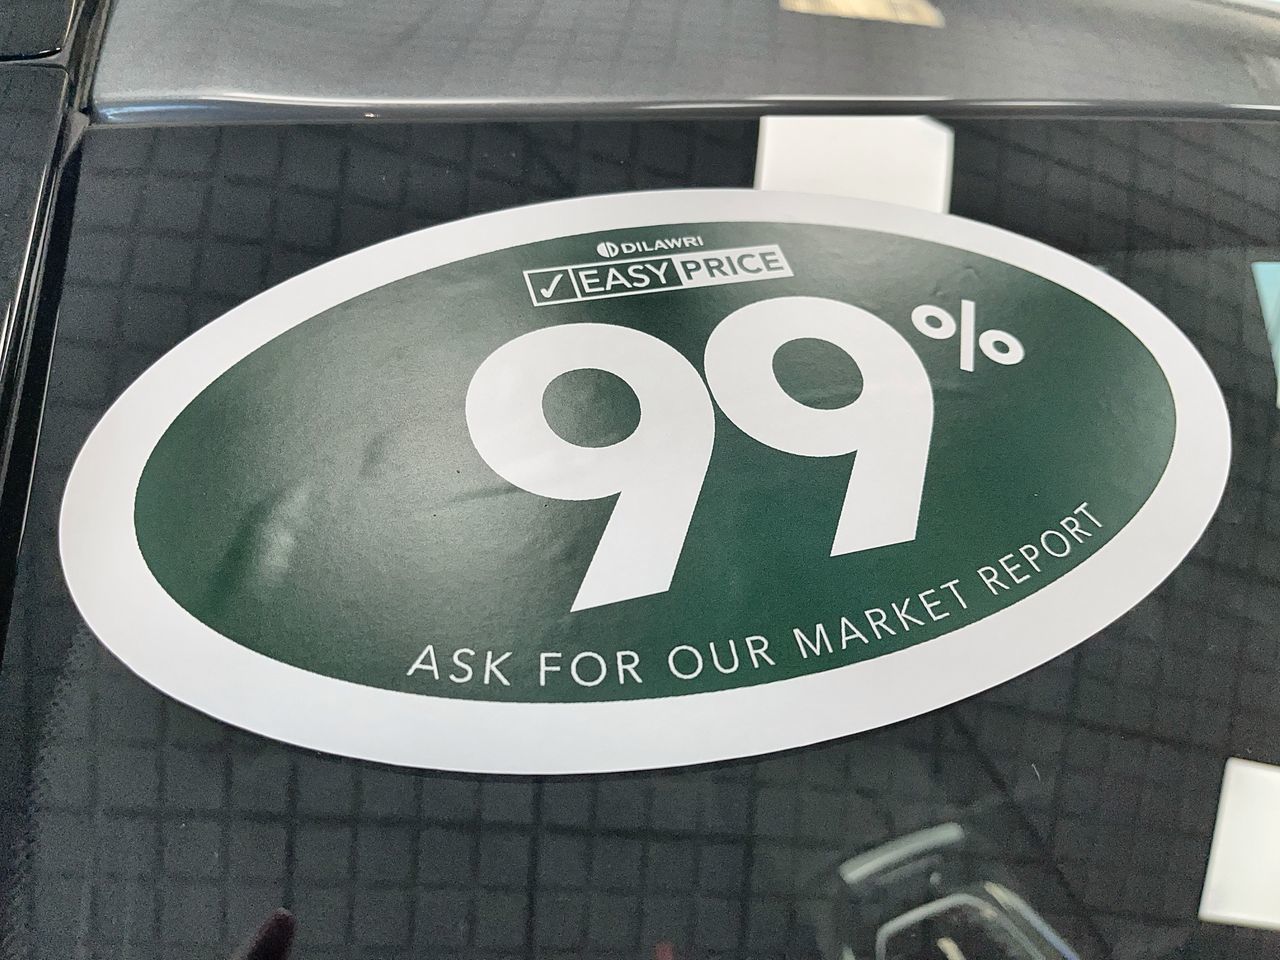 DILAWRI
✓ EASY PRICE
99%
ASK FOR OUR MARKET REPORT